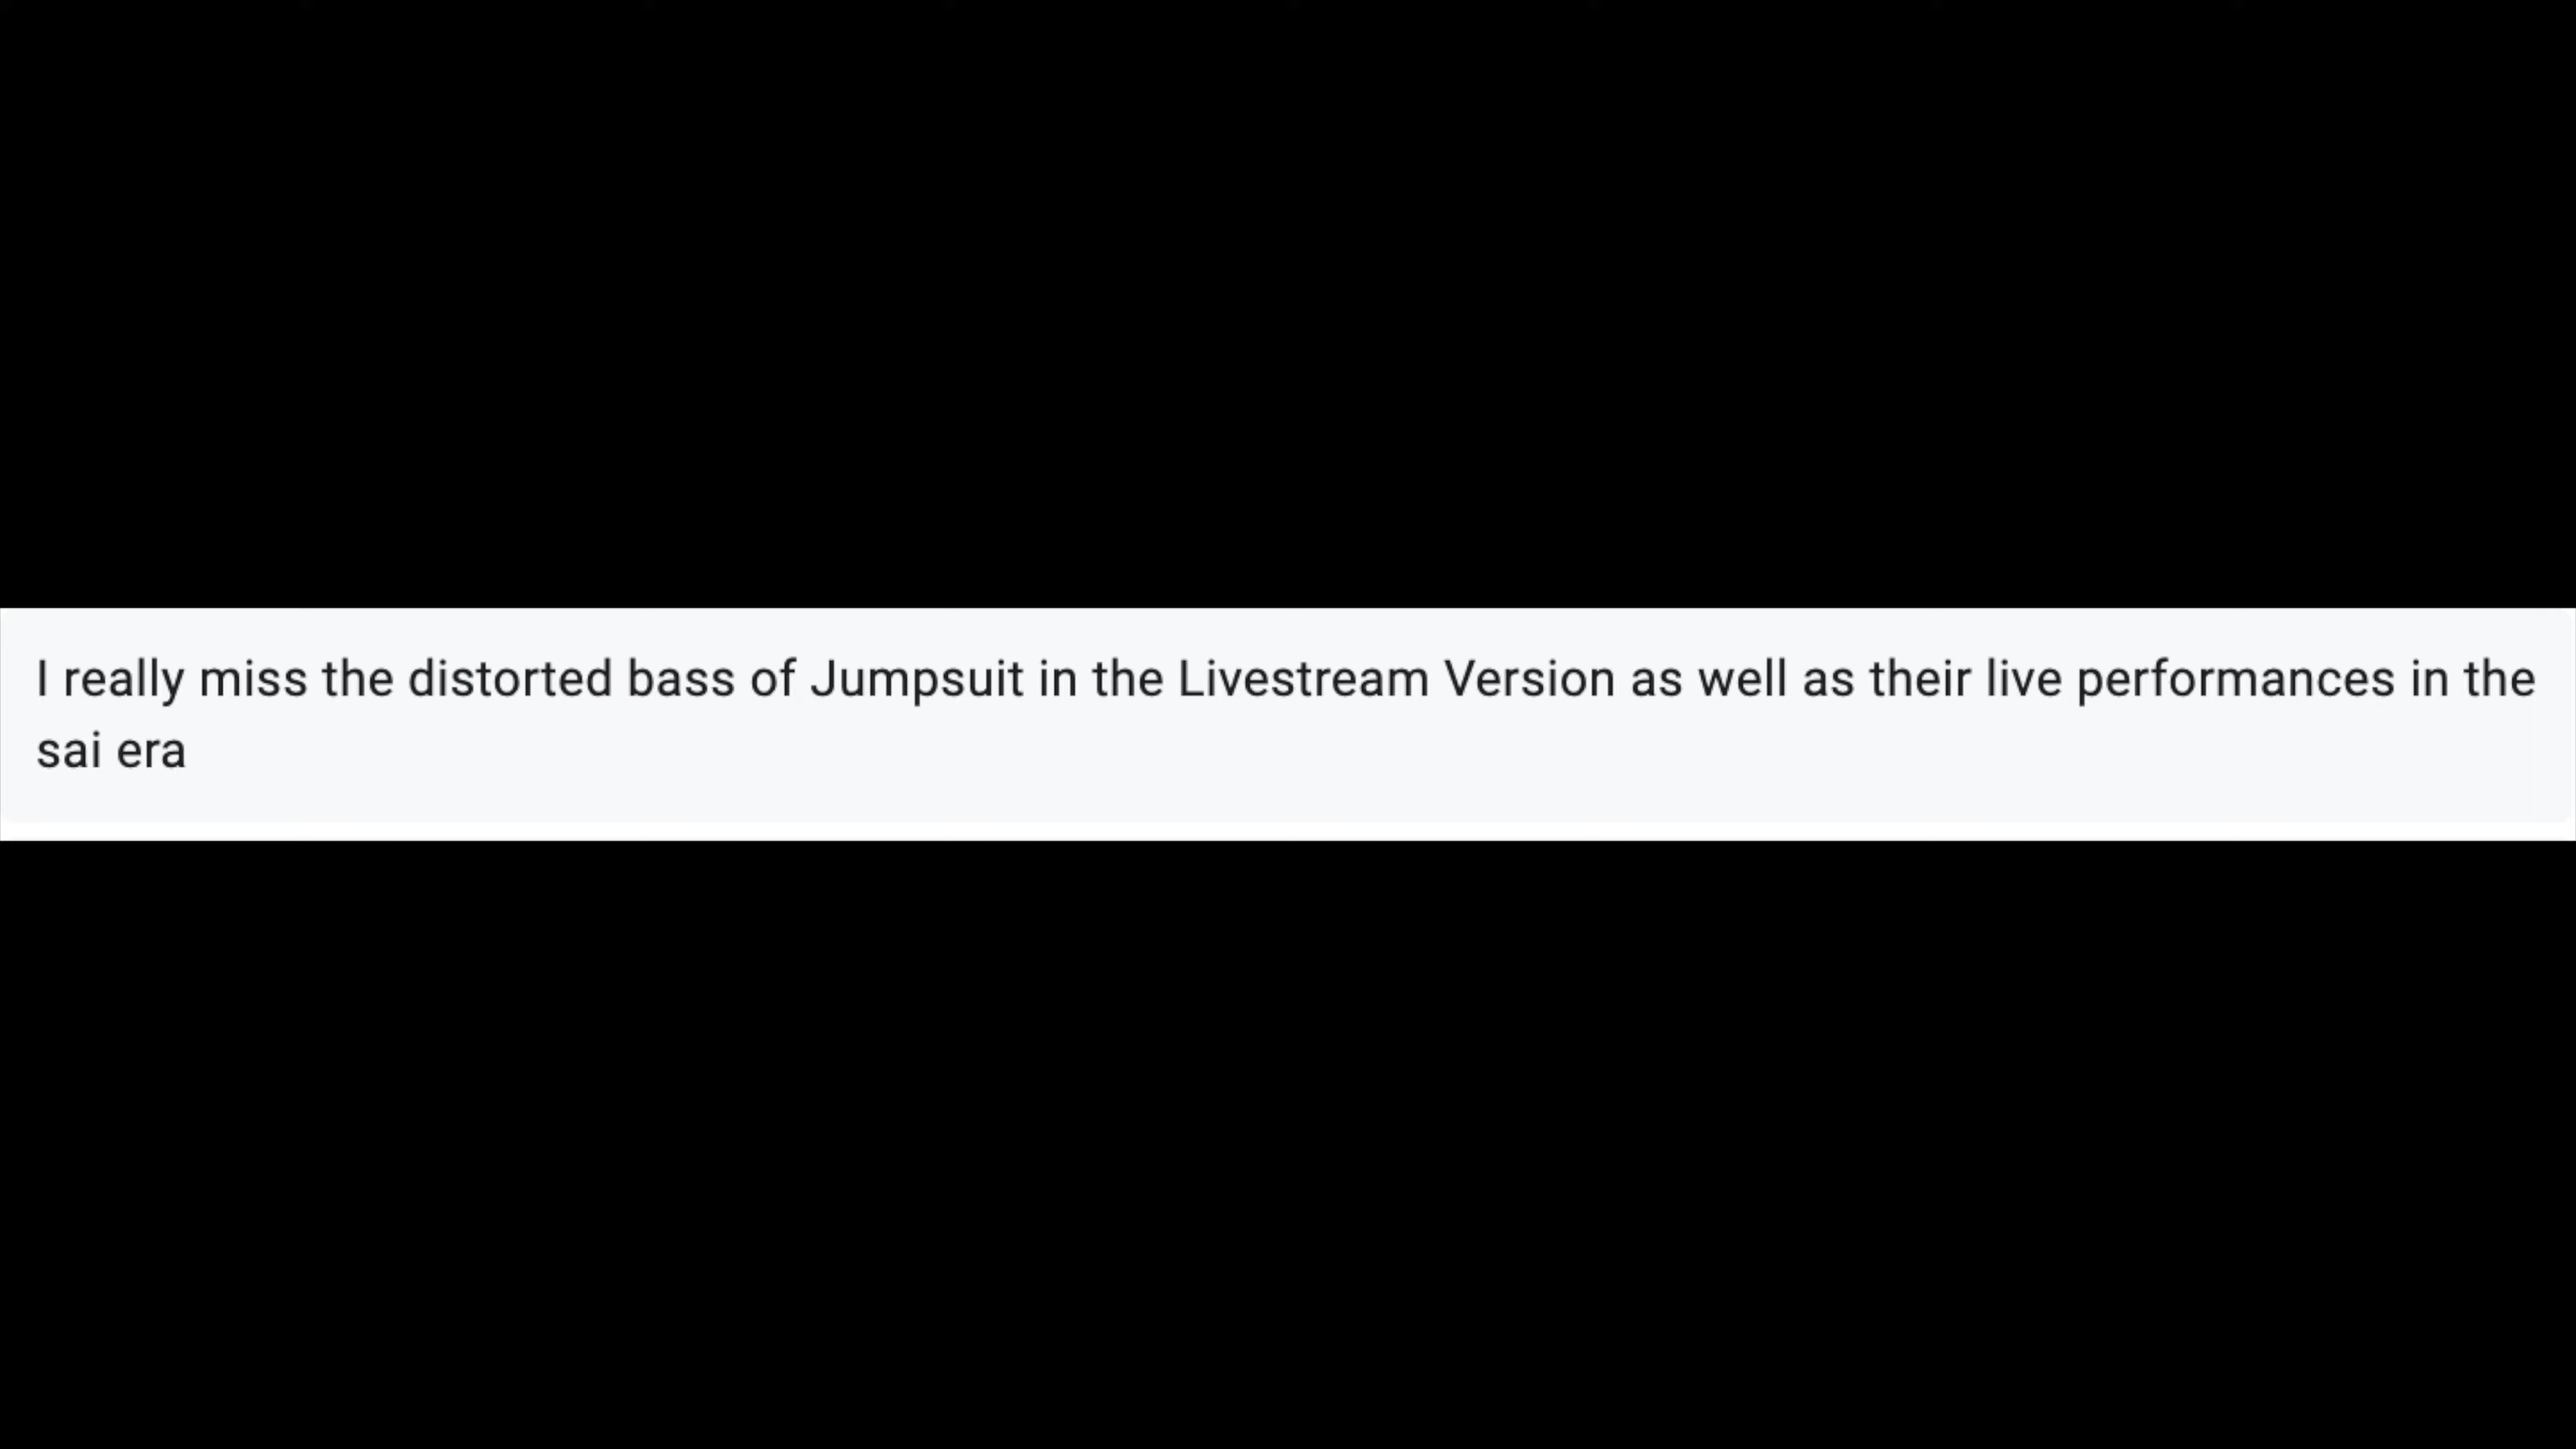 I really miss the distorted bass of Jumpsuit in the Livestream Version as well as their live performances in the
sai era